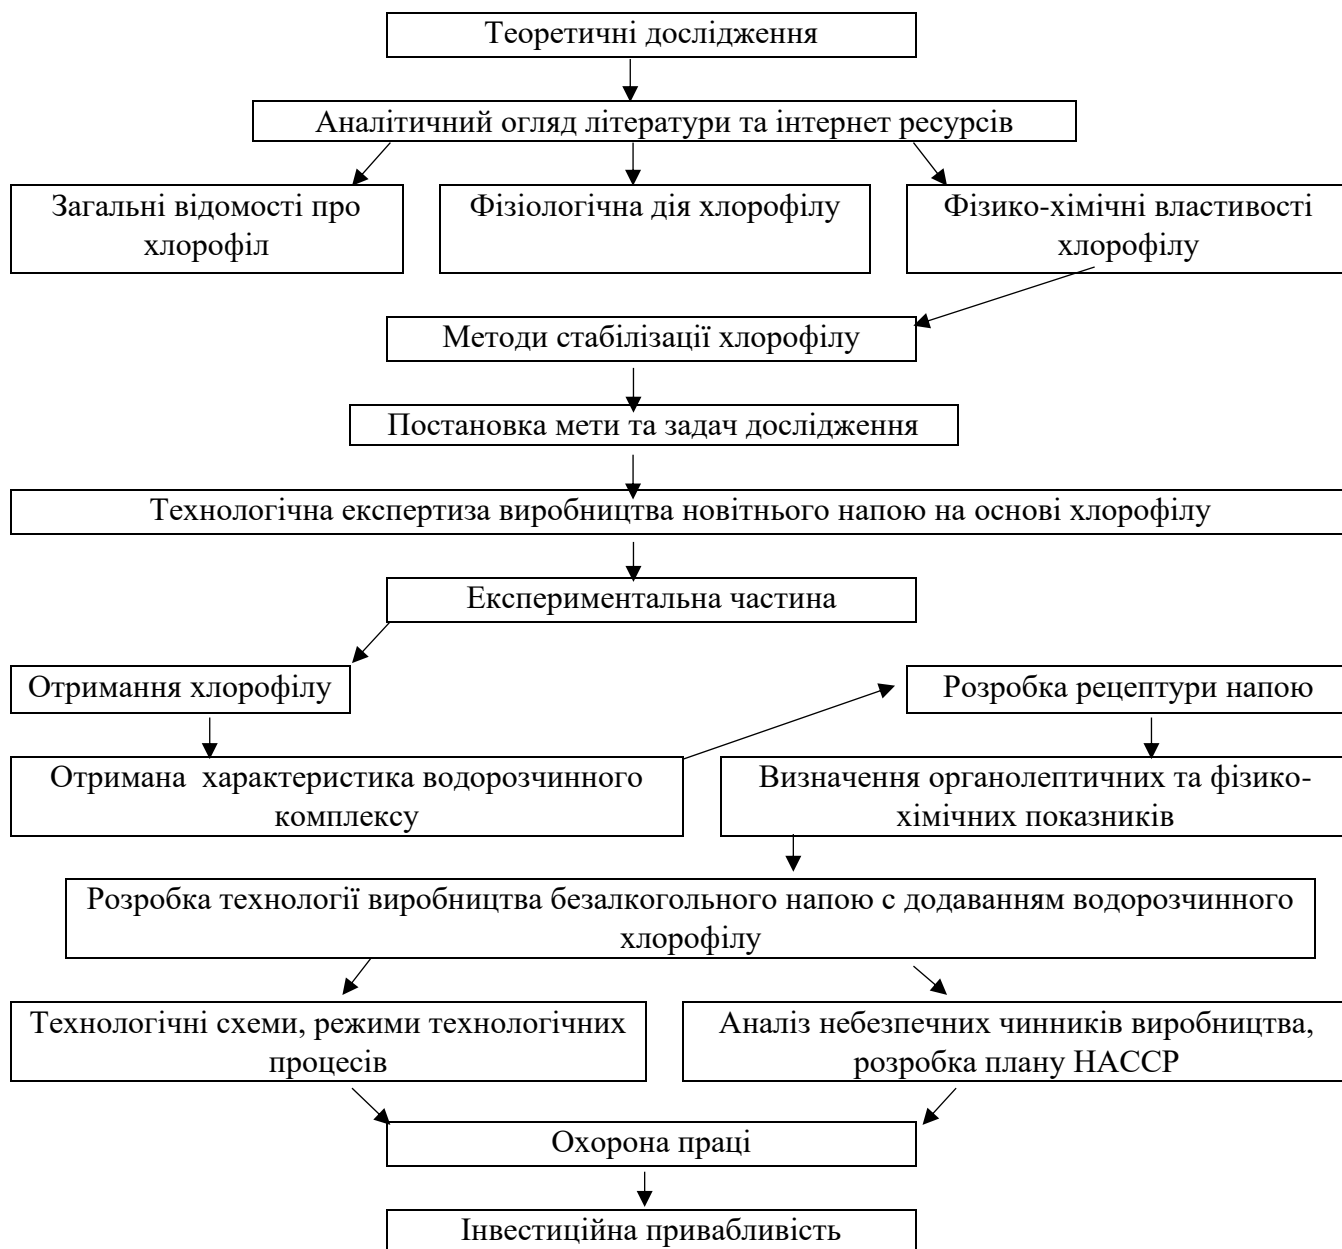 Теоретичні дослідження
Аналітичний огляд літератури та інтернет ресурсів
Загальні відомості про
хлорофіл
Фізіологічна дія хлорофілу
Фізико-хімічні властивості
хлорофілу
Методи стабілізації хлорофілу
Постановка мети та задач дослідження
Технологічна експертиза виробництва новітнього напою на основі хлорофілу
Експериментальна частина
Отримання хлорофілу
Розробка рецептури напою
Отримана характеристика водорозчинного
комплексу
Визначення органолептичних та фізико-
хімічних показників
Розробка технології виробництва безалкогольного напою с додаванням водорозчинного
хлорофілу
Технологічні схеми, режими технологічних
процесів
Аналіз небезпечних чинників виробництва,
розробка плану НАССР
Охорона праці
Інвестиційна привабливість